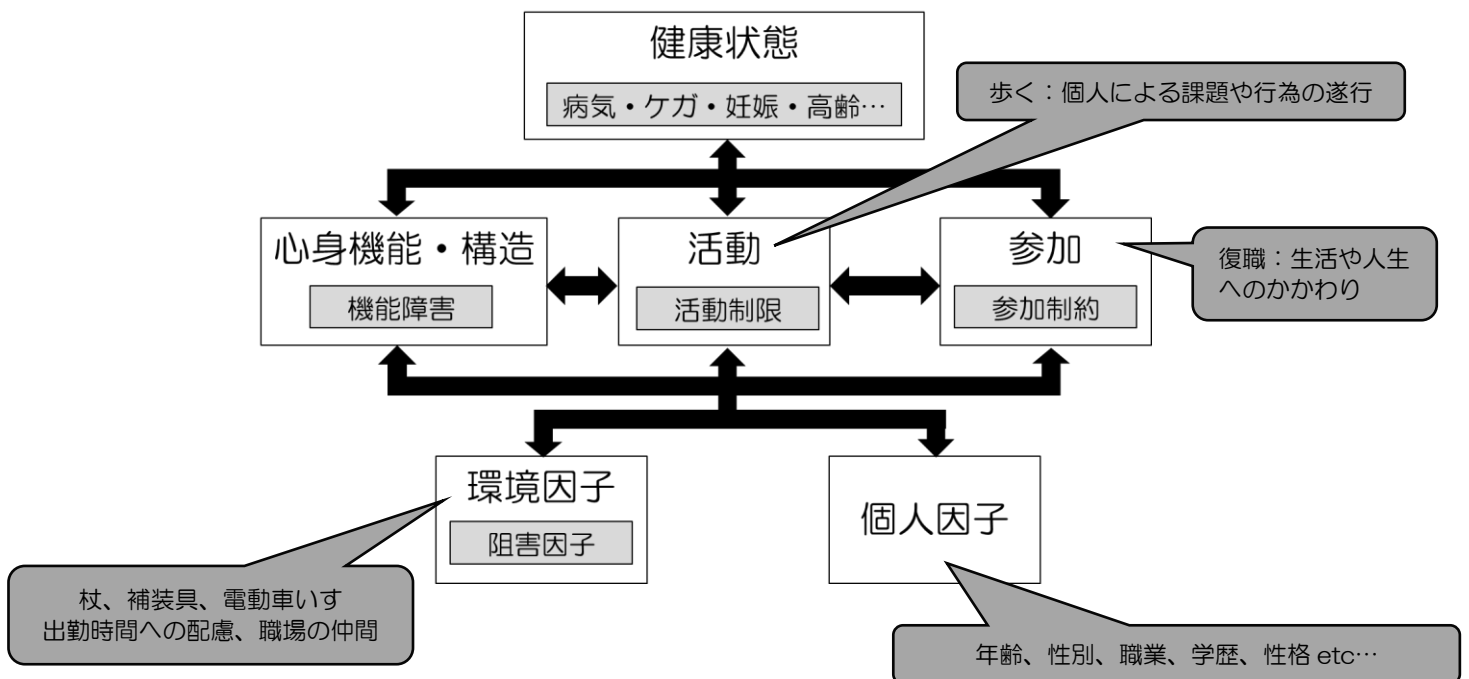 健康状態
病気・ケガ・妊娠・高齢…
歩く：個人による課題や行為の遂行
心身機能・構造
機能障害
活動
活動制限
参加
参加制約
復職：生活や人生
へのかかわり
環境因子
阻害因子
個人因子
杖、補装具、電動車いす
出勤時間への配慮、職場の仲間
年齢、性別、職業、学歴、性格 etc…